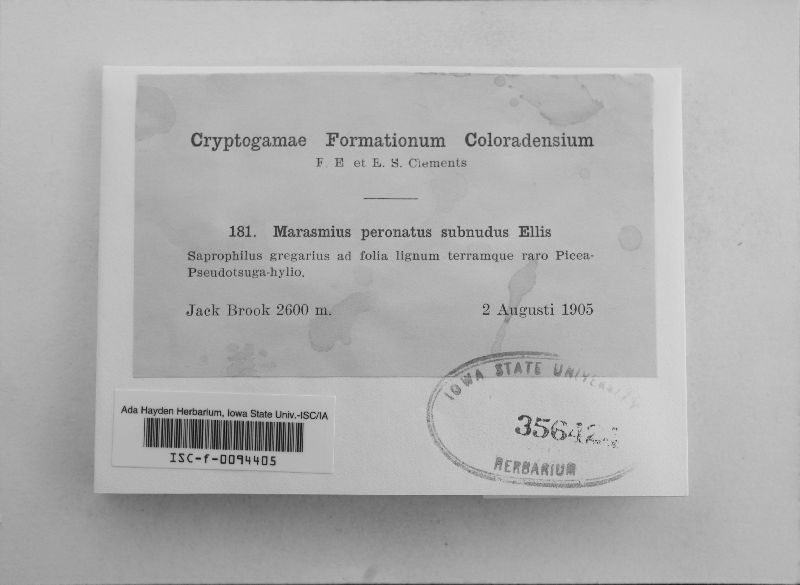 Cryptogamae Formationum Coloradensium
F. E et E. S. Clements
181. Marasmius peronatus subnudus Ellis
Saprophilus gregarius ad folia lignum terramque raro Picea-
Pseudotsuga-hylio.
Jack Brook 2600 m. 2 Augusti 1905
Ada Hayden Herbarium, Iowa State Univ.-ISC/IA
ISC-f-0094405
IOWA STATE UNIVERSITY
HERBARIUM